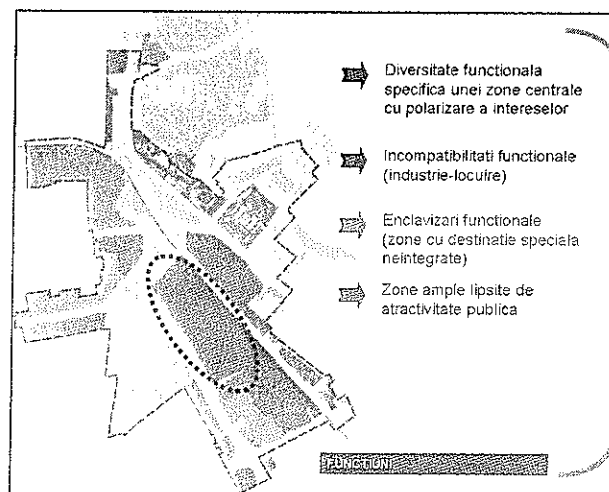 Diversitate functionala
specifica unei zone centrale
cu polarizare a intereselor
Incompatibilitati functionale
(industrie-locuire)
Enclavizari functionale
(zone cu destinatie speciala
neintegrate)
Zone ample lipsite de
atractivitate publica
FUNCTIUNI